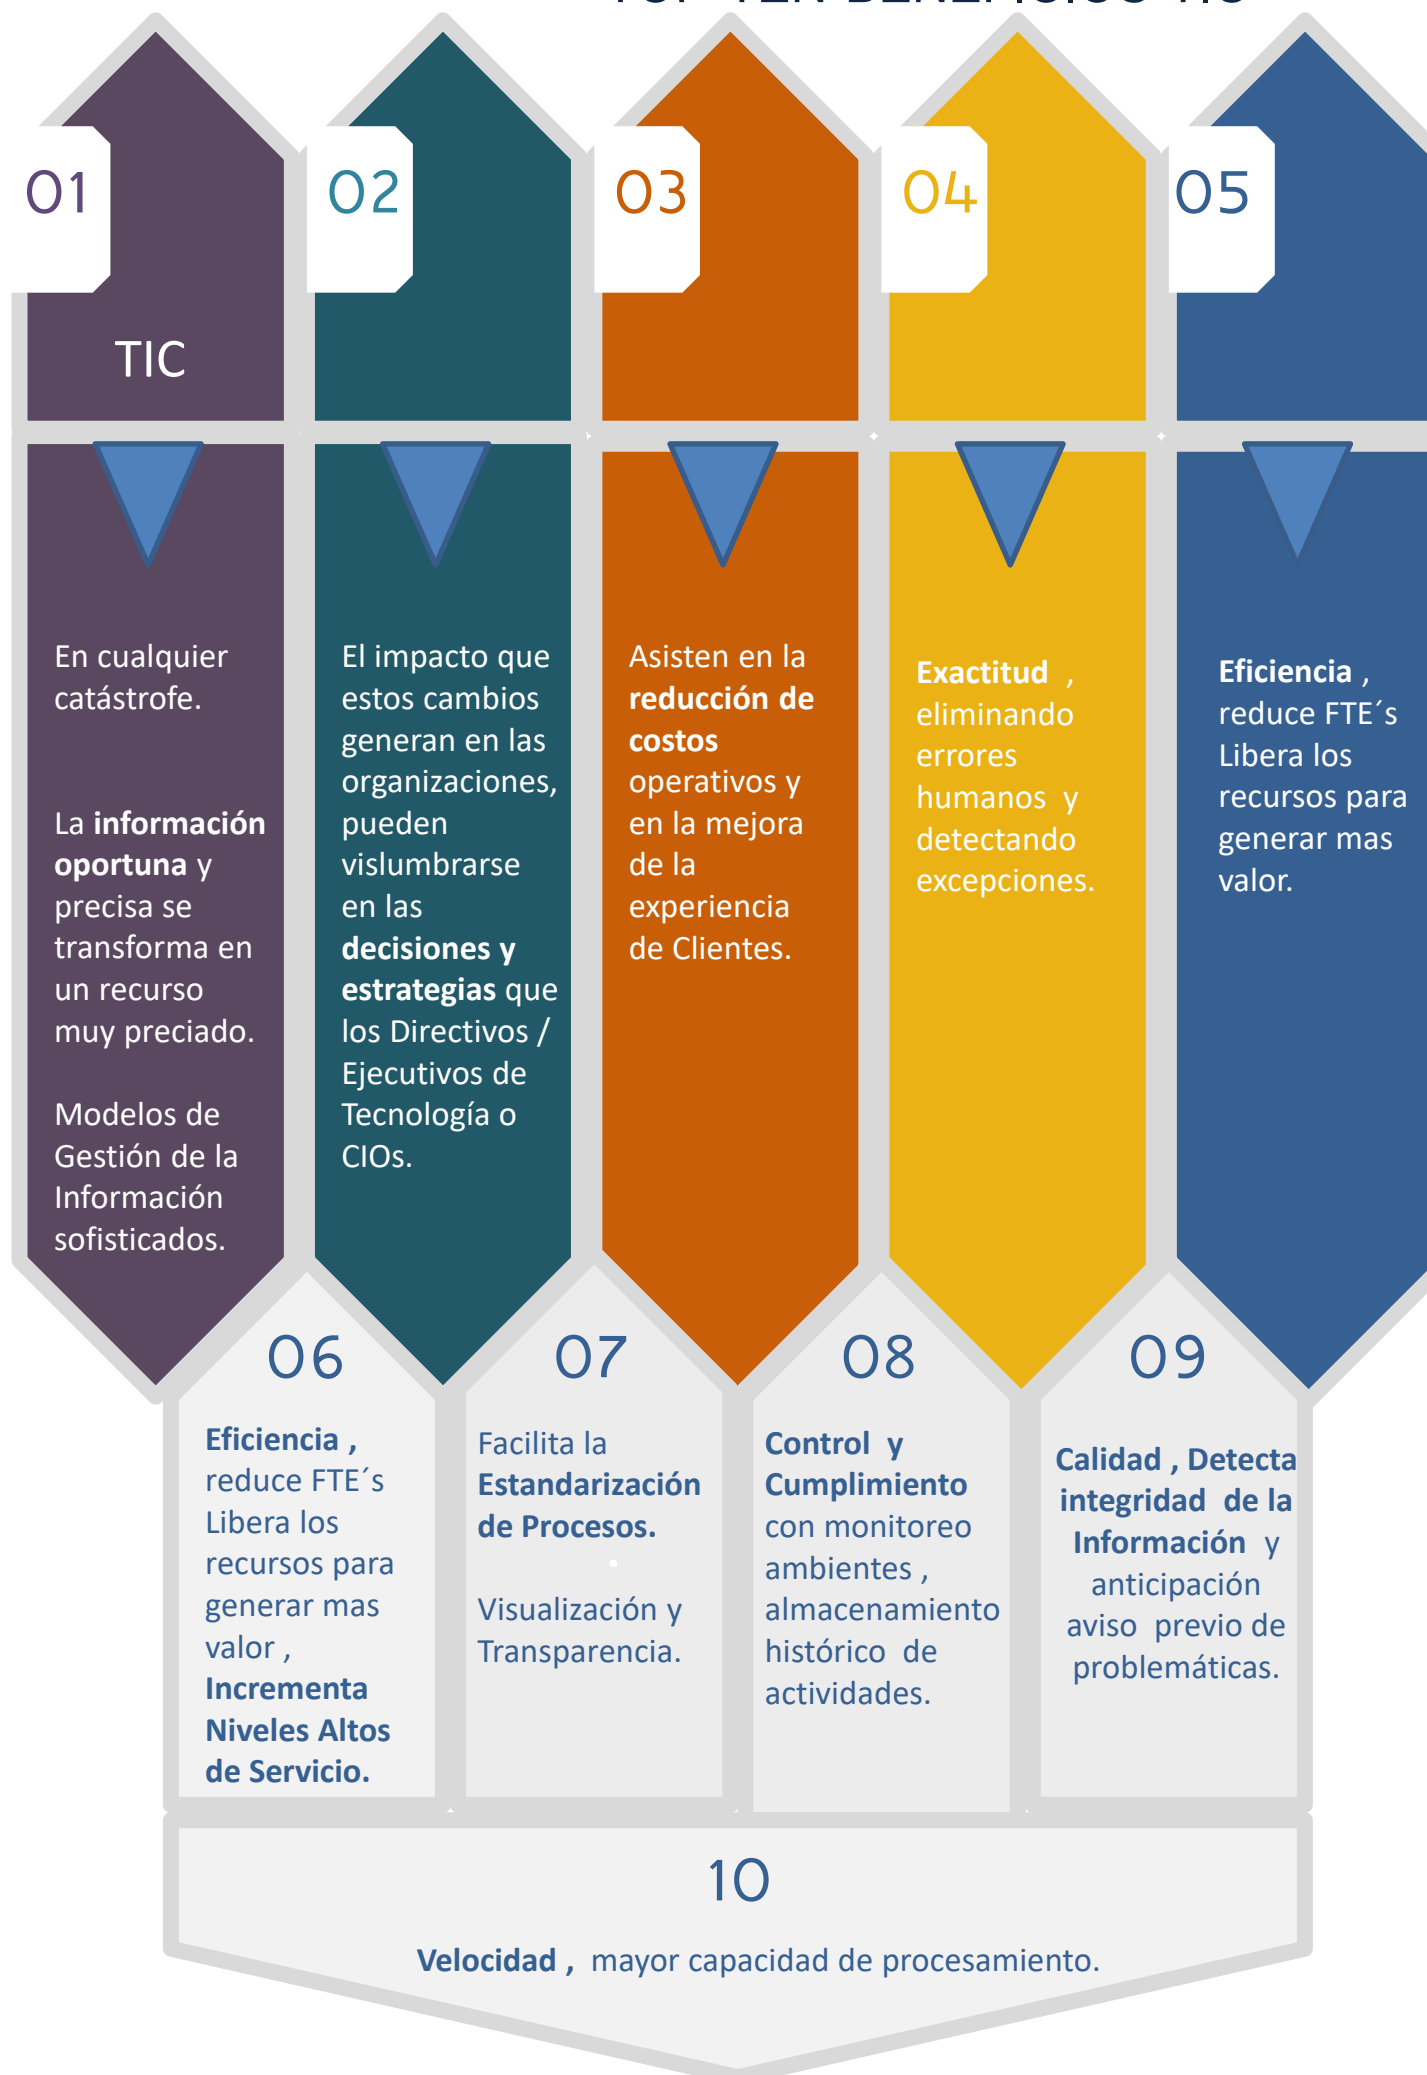 TOP TEN BENEFICIOS TIC
01
TIC
En cualquier
catástrofe.
La información
oportuna y
precisa se
transforma en
un recurso
muy preciado.
Modelos de
Gestión de la
Información
sofisticados.
02
El impacto que
estos cambios
generan en las
organizaciones,
pueden
vislumbrarse
en las
decisiones y
estrategias que
los Directivos /
Ejecutivos de
Tecnología o
CIOs.
03
Asisten en la
reducción de
costos
operativos y
en la mejora
de la
experiencia
de Clientes.
04
Exactitud ,
eliminando
errores
humanos y
detectando
excepciones.
05
Eficiencia ,
reduce FTE´s
Libera los
recursos para
generar mas
valor.
06
Eficiencia ,
reduce FTE´s
Libera los
recursos para
generar mas
valor ,
Incrementa
Niveles Altos
de Servicio.
07
Facilita la
Estandarización
de Procesos.
Visualización y
Transparencia.
08
Control y
Cumplimiento
con monitoreo
ambientes ,
almacenamiento
histórico de
actividades.
09
Calidad , Detecta
integridad de la
Información y
anticipación
aviso previo de
problemáticas.
10
Velocidad , mayor capacidad de procesamiento.